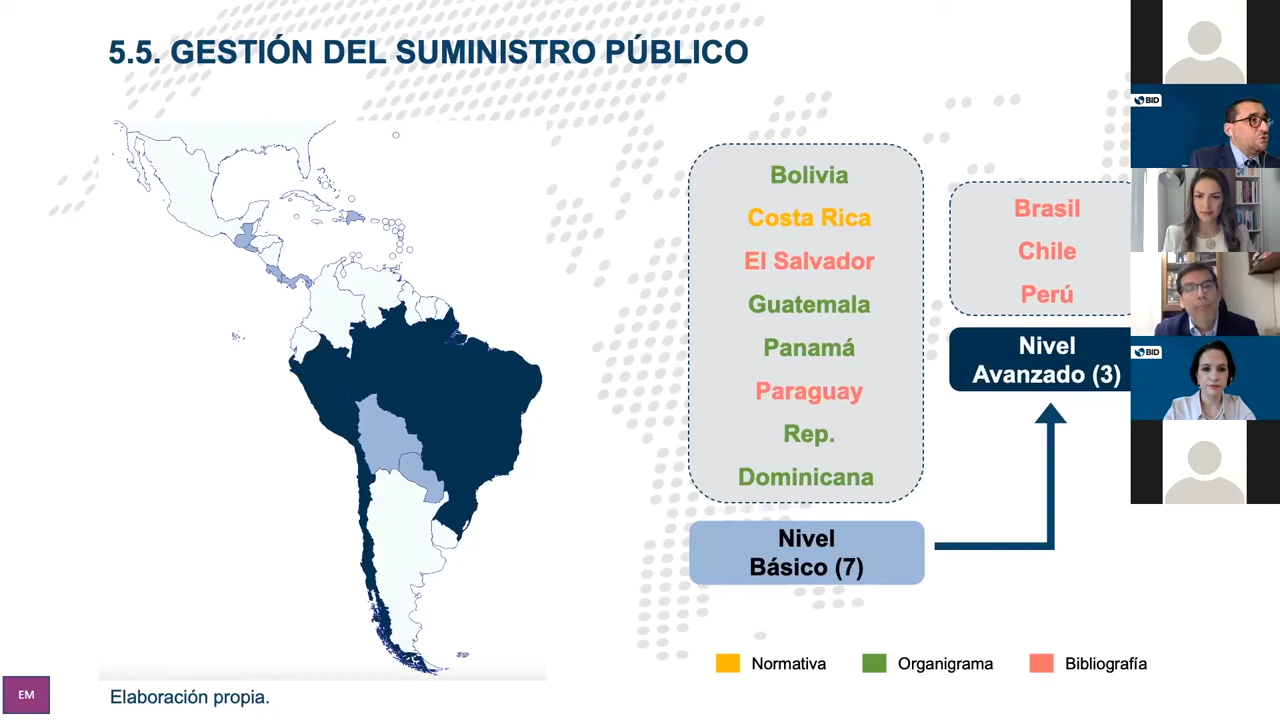 5.5. GESTIÓN DEL SUMINISTRO PÚBLICO
Bolivia
Costa Rica
El Salvador
Guatemala
Panamá
Paraguay
Rep.
Dominicana
Nivel
Básico (7)
Brasil
Chile
Perú
Nivel
Avanzado (3)
Normativa
Organigrama
Bibliografía
Elaboración propia.
EM
BID
BID